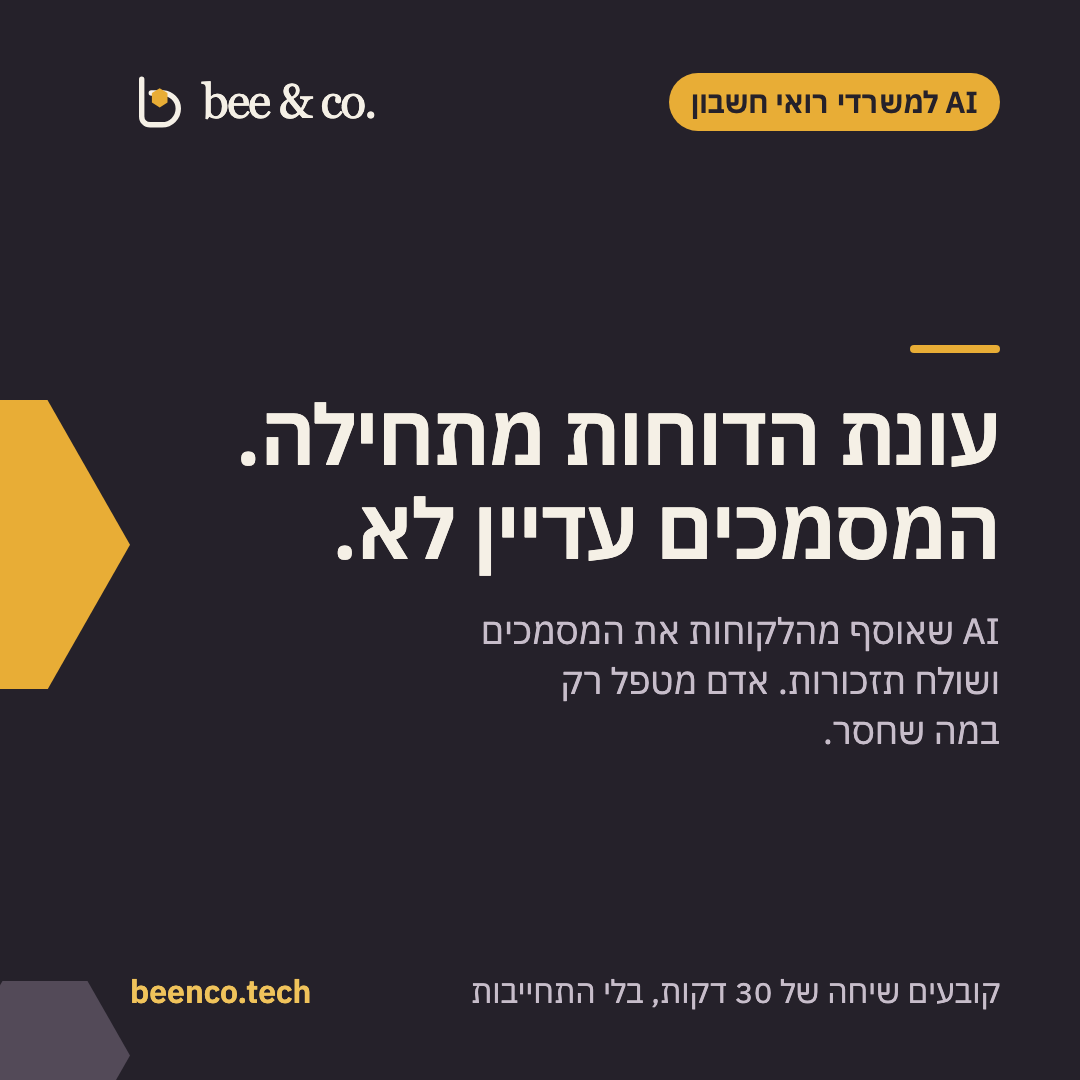 AI למשרדי רואי חשבון
bee & co.
עונת הדוחות מתחילה.
המסמכים עדיין לא.
AI שאוסף מהלקוחות את המסמכים
ושולח תזכורות. אדם מטפל רק
במה שחסר.
קובעים שיחה של 30 דקות, בלי התחייבות
beenco.tech